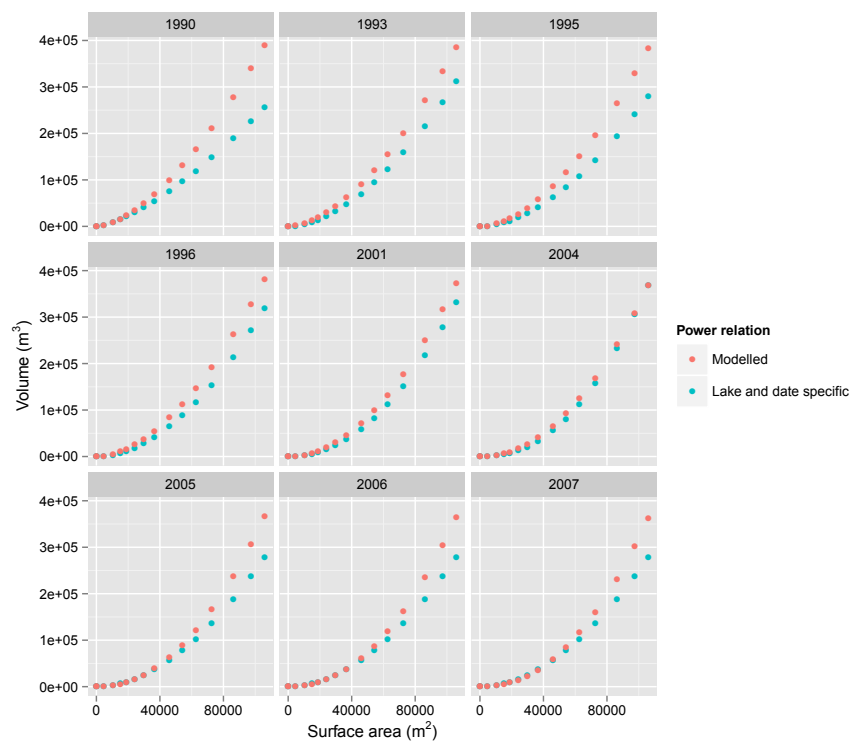 1990 1993 1995
4e+05
3e+05
2e+05
1e+05
0e+00
1996 2001 2004
4e+05
3e+05
2e+05
1e+05
0e+00
2005 2006 2007
4e+05
3e+05
2e+05
1e+05
0e+00
0 40000 80000 0 40000 80000 0 40000 80000
Surface area (m²)
Volume (m³)
Power relation
Modelled
Lake and date specific